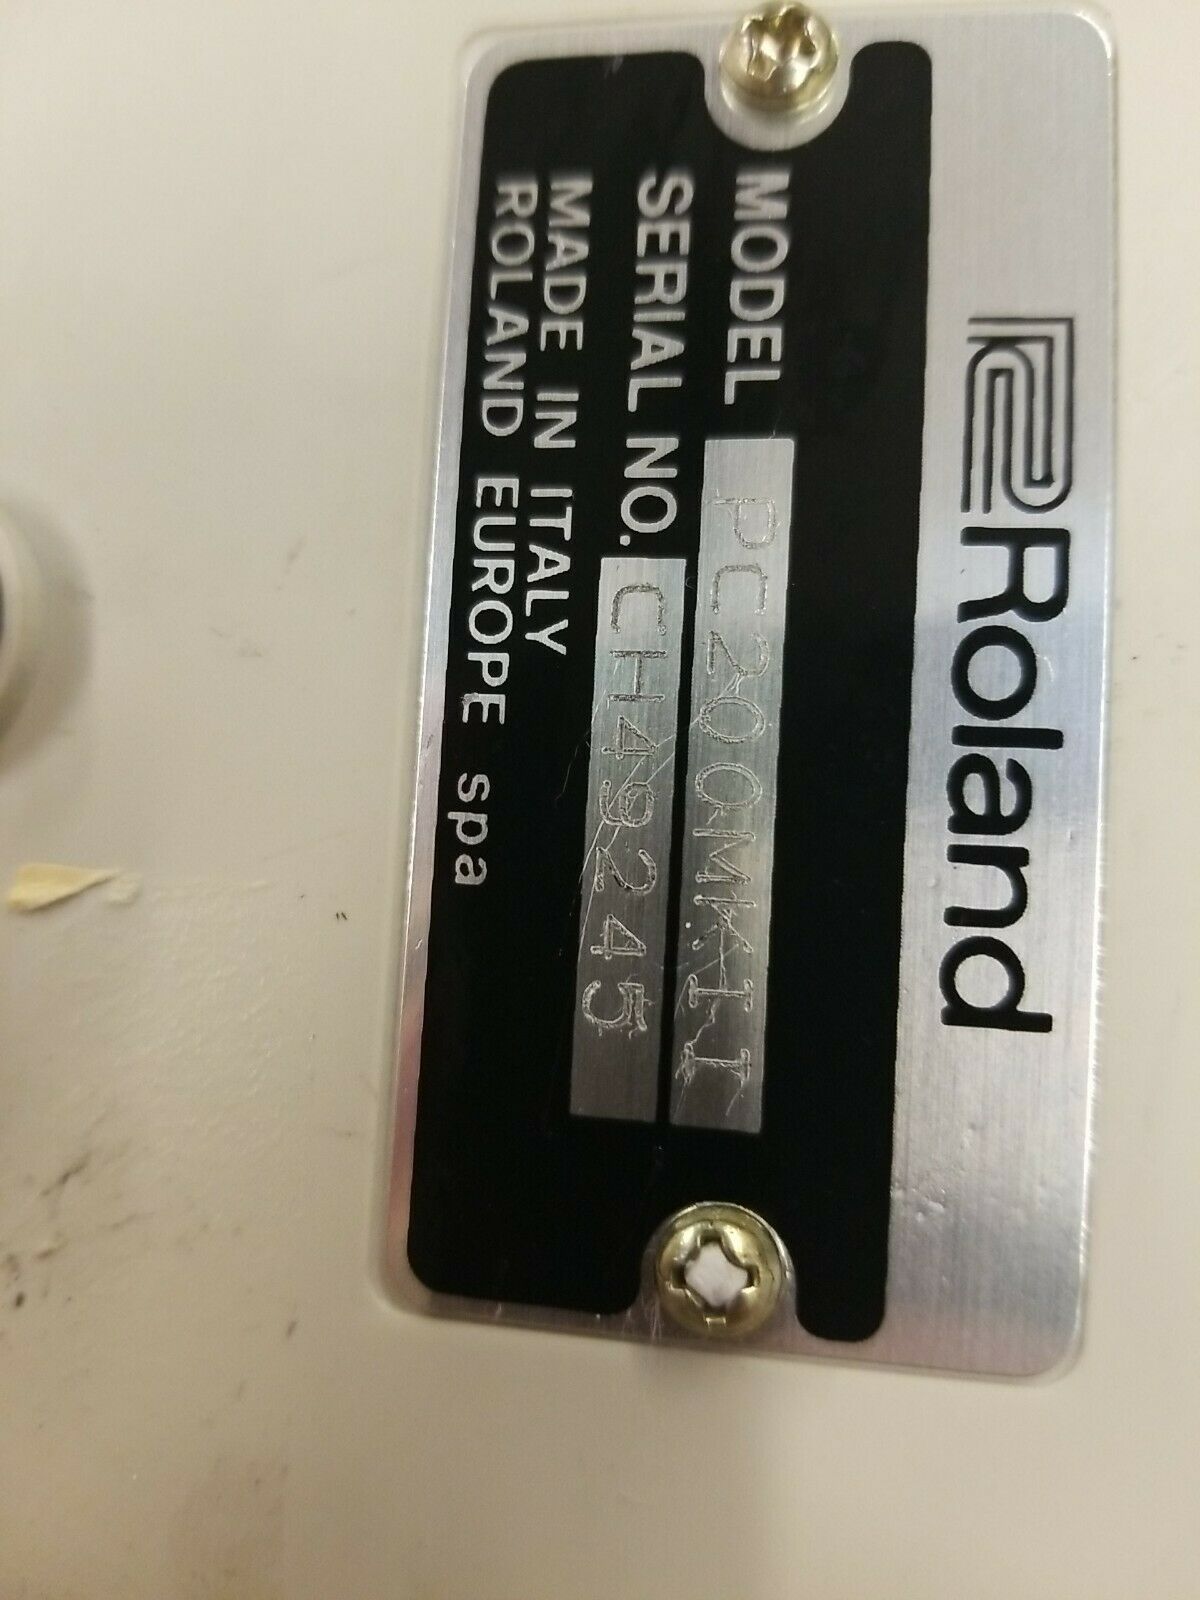 Roland
MODEL PC200MKII
SERIAL NO. CH49245
MADE IN ITALY
ROLAND EUROPE spa